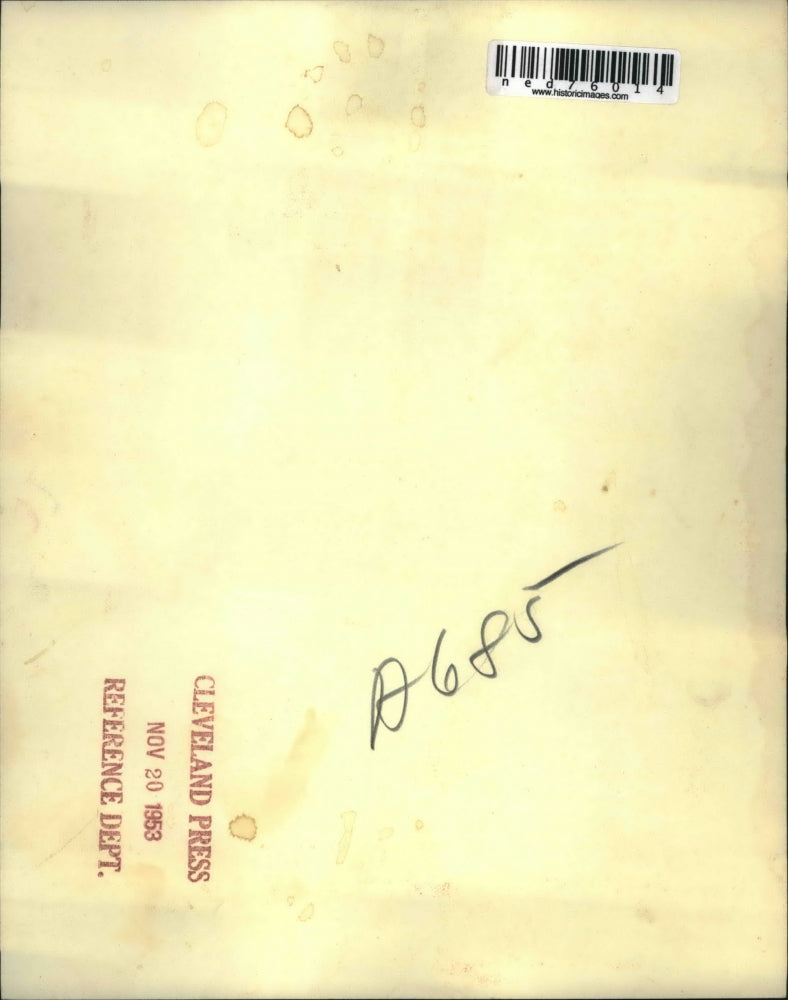 ned76014
www.historicimages.com
A685
CLEVELAND PRESS
NOV 20 1953
REFERENCE DEPT.